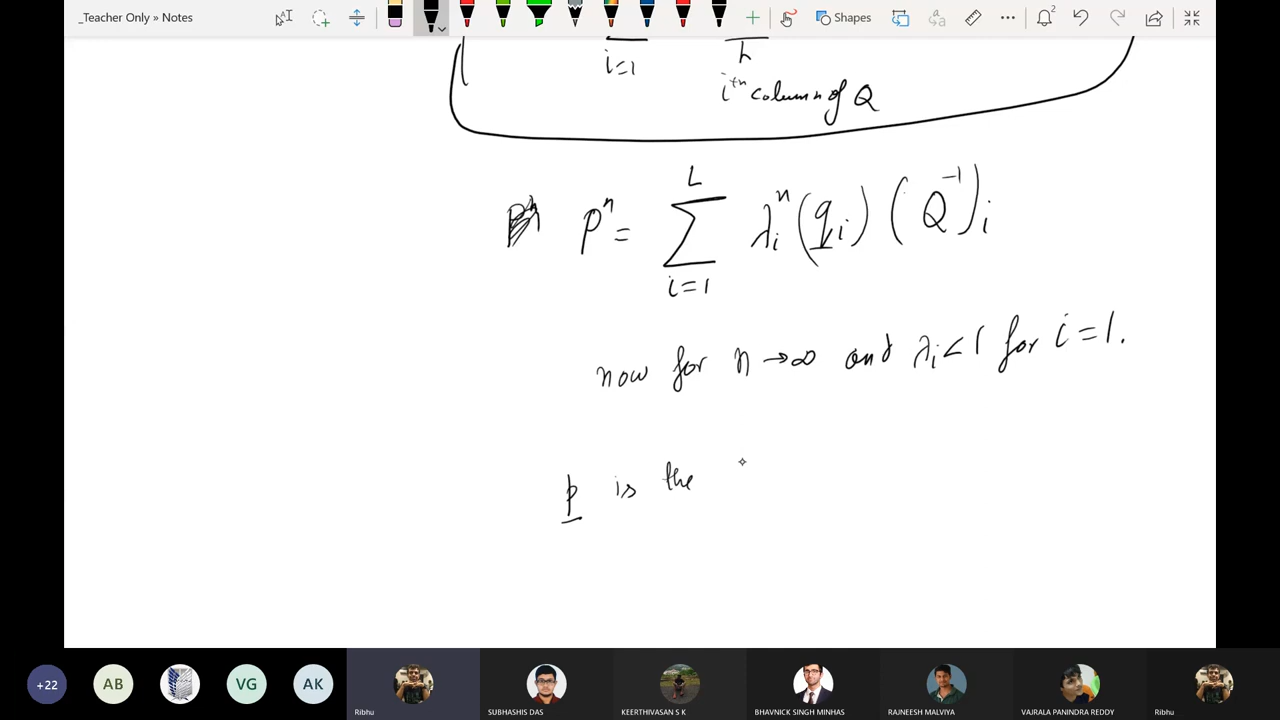 _Teacher Only » Notes
Shapes
i=1
i^th column of Q
P^n = \sum_{i=1}^{L} λ_i^n (q_i) (Q^{-1})_i
now for n → ∞ and λ_i < 1 for i = 1.
p is the
+22
AB
VG
AK
Ribhu
SUBHASHIS DAS
KEERTHIVASAN S K
BHAVNICK SINGH MINHAS
RAJNEESH MALVIYA
VAJRALA PANINDRA REDDY
Ribhu